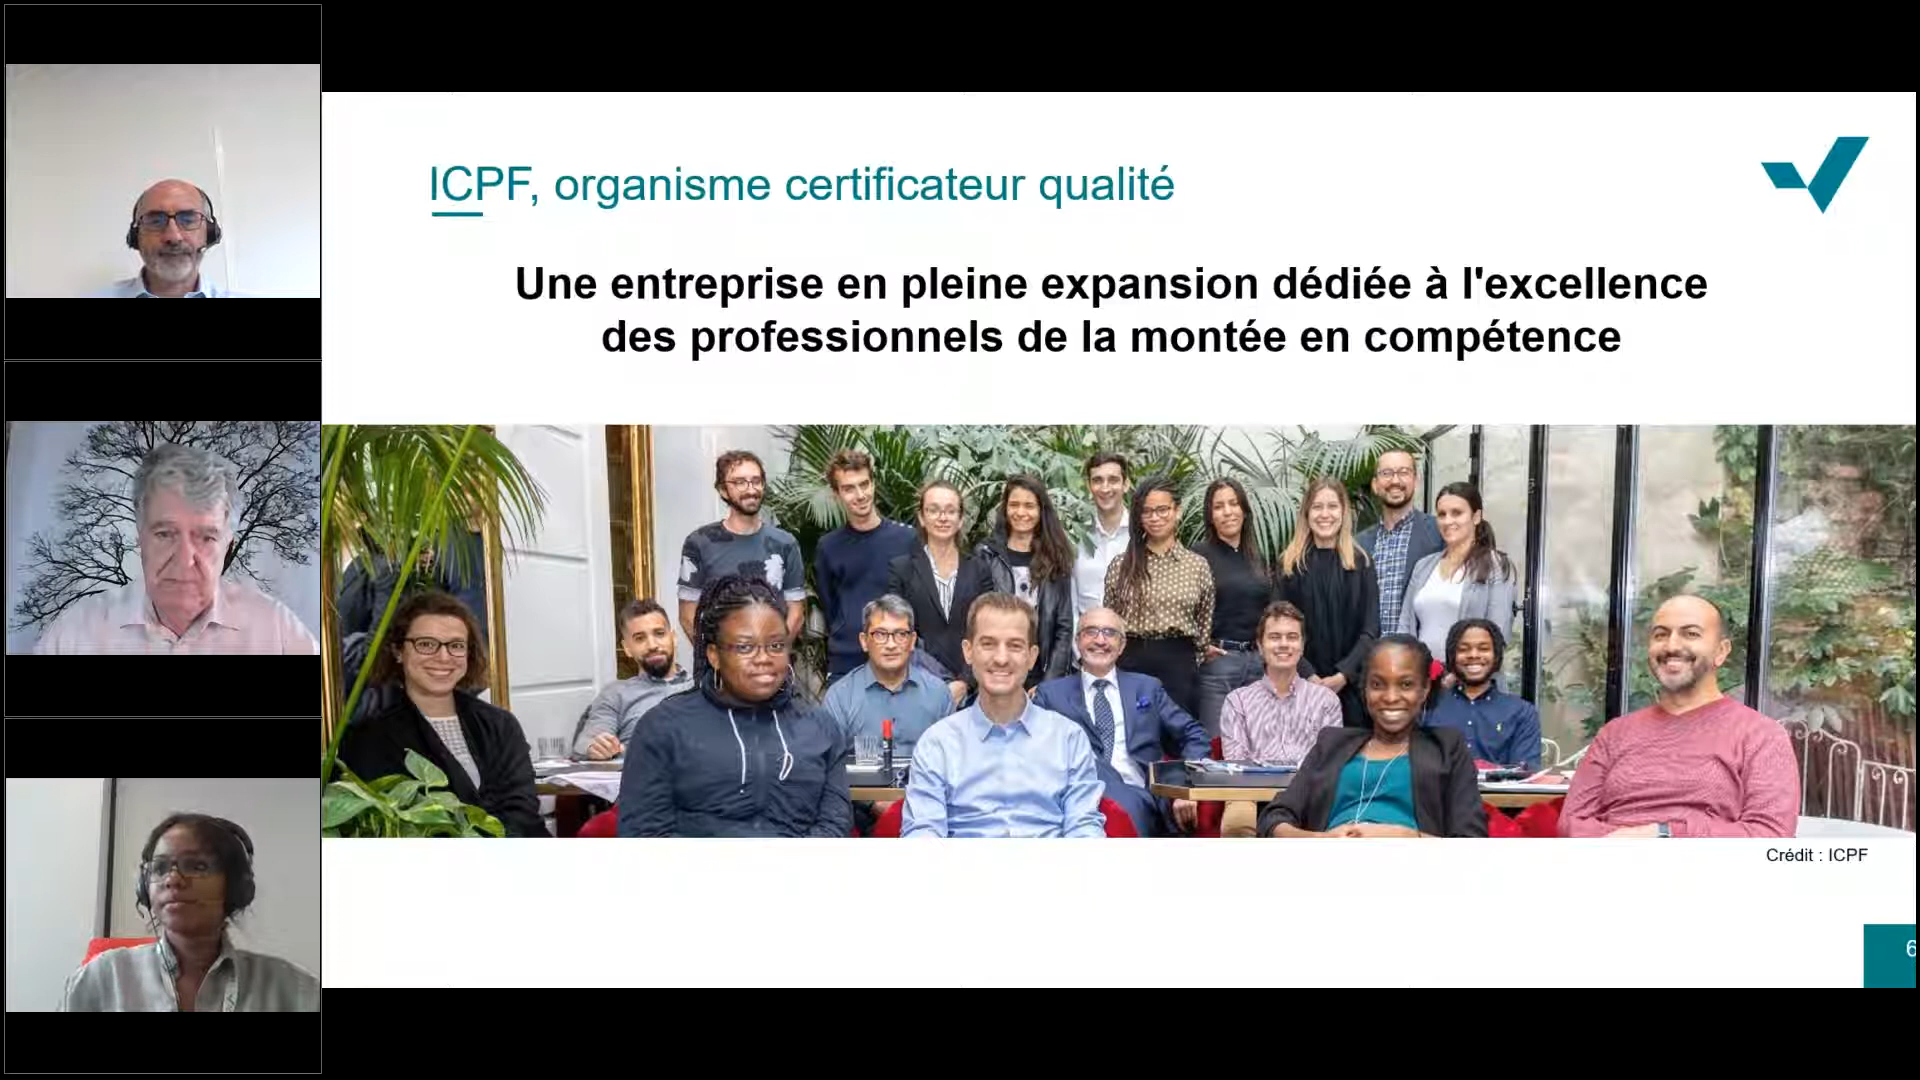 ICPF, organisme certificateur qualité
Une entreprise en pleine expansion dédiée à l'excellence
des professionnels de la montée en compétence
Crédit : ICPF
6